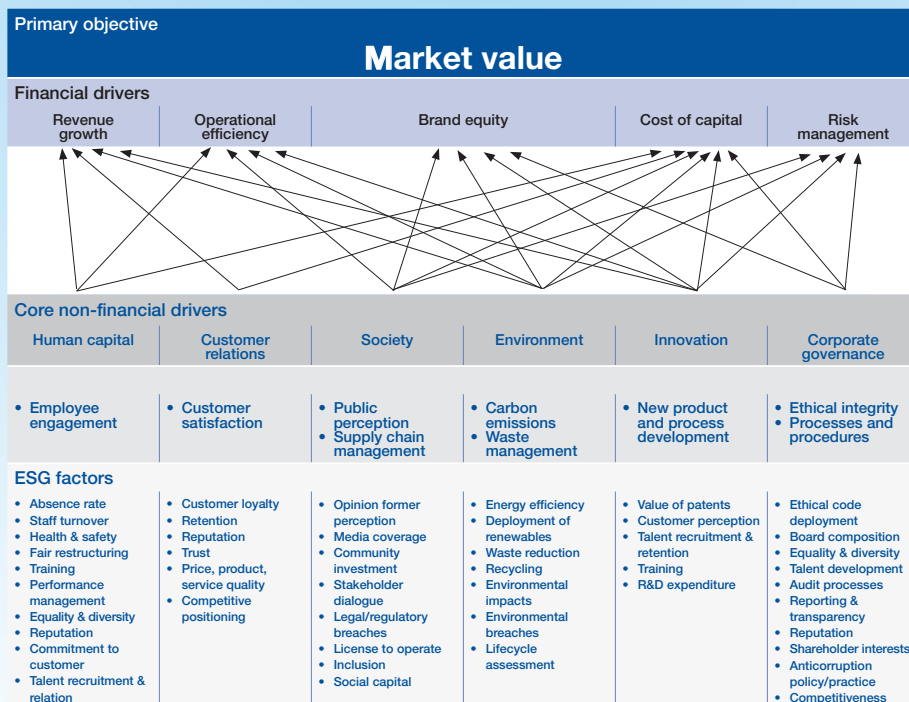 Primary objective
Market value
Financial drivers
Revenue
growth
Operational
efficiency
Brand equity
Cost of capital
Risk
management
Core non-financial drivers
Human capital
Customer
relations
Society
Environment
Innovation
Corporate
governance
• Employee
engagement
• Customer
satisfaction
• Public
perception
• Supply chain
management
• Carbon
emissions
• Waste
management
• New product
and process
development
• Ethical integrity
• Processes and
procedures
ESG factors
• Absence rate
• Staff turnover
• Health & safety
• Fair restructuring
• Training
• Performance
management
• Equality & diversity
• Reputation
• Commitment to
customer
• Talent recruitment &
relation
• Customer loyalty
• Retention
• Reputation
• Trust
• Price, product,
service quality
• Competitive
positioning
• Opinion former
perception
• Media coverage
• Community
investment
• Stakeholder
dialogue
• Legal/regulatory
breaches
• License to operate
• Inclusion
• Social capital
• Energy efficiency
• Deployment of
renewables
• Waste reduction
• Recycling
• Environmental
impacts
• Environmental
breaches
• Lifecycle
assessment
• Value of patents
• Customer perception
• Talent recruitment &
retention
• Training
• R&D expenditure
• Ethical code
deployment
• Board composition
• Equality & diversity
• Talent development
• Audit processes
• Reporting &
transparency
• Reputation
• Shareholder interests
• Anticorruption
policy/practice
• Competitiveness